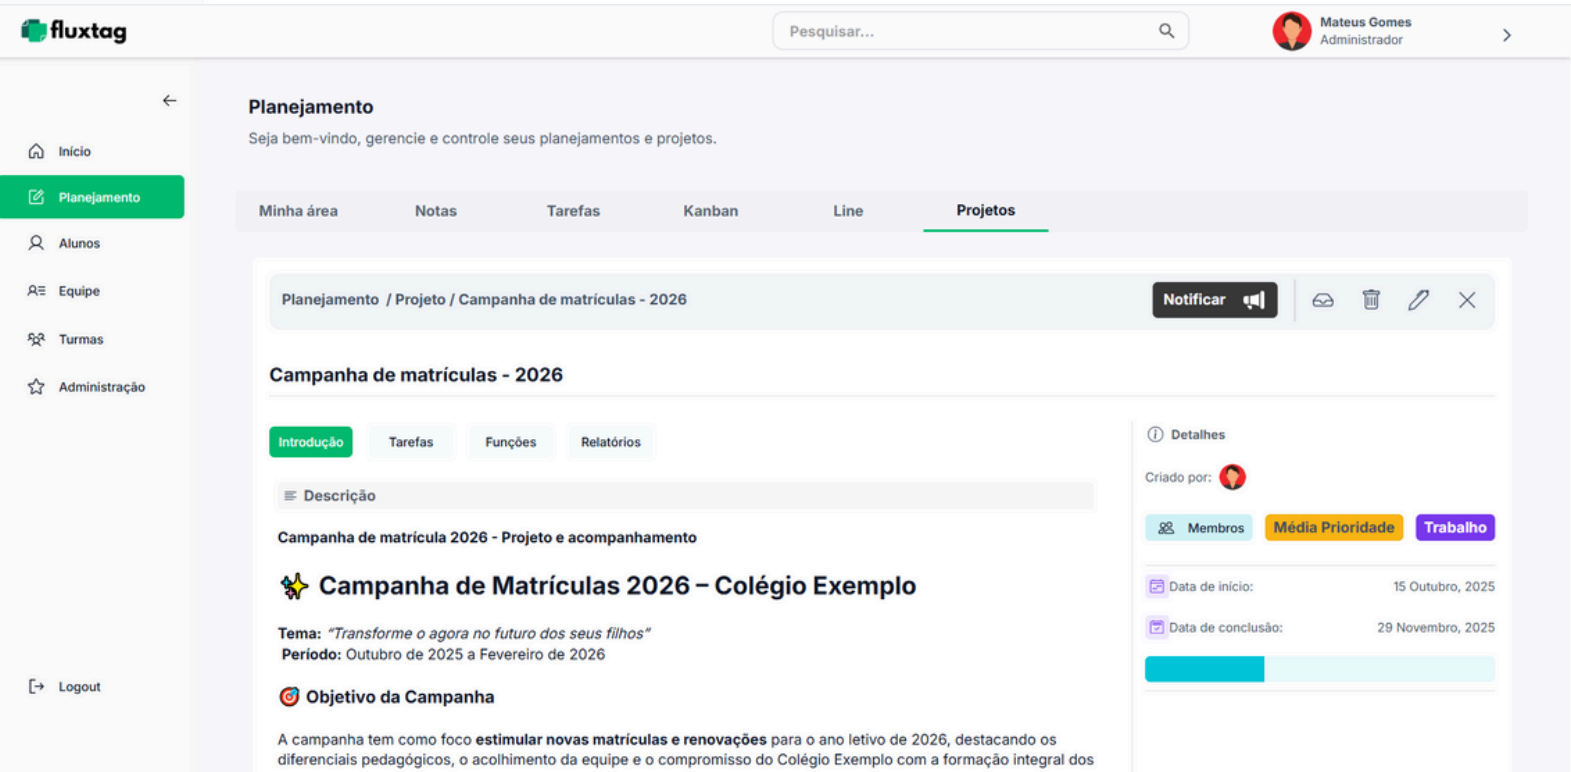 fluxtag
Pesquisar...
Mateus Gomes
Administrador
Início
Planejamento
Alunos
Equipe
Turmas
Administração
Logout
Planejamento
Seja bem-vindo, gerencie e controle seus planejamentos e projetos.
Minha área Notas Tarefas Kanban Line Projetos
Planejamento / Projeto / Campanha de matrículas - 2026
Notificar
Campanha de matrículas - 2026
Introdução Tarefas Funções Relatórios
Descrição
Campanha de matrícula 2026 - Projeto e acompanhamento
✨ Campanha de Matrículas 2026 – Colégio Exemplo
Tema: “Transforme o agora no futuro dos seus filhos”
Período: Outubro de 2025 a Fevereiro de 2026
🎯 Objetivo da Campanha
A campanha tem como foco estimular novas matrículas e renovações para o ano letivo de 2026, destacando os
diferenciais pedagógicos, o acolhimento da equipe e o compromisso do Colégio Exemplo com a formação integral dos
Detalhes
Criado por:
Membros Média Prioridade Trabalho
Data de início: 15 Outubro, 2025
Data de conclusão: 29 Novembro, 2025